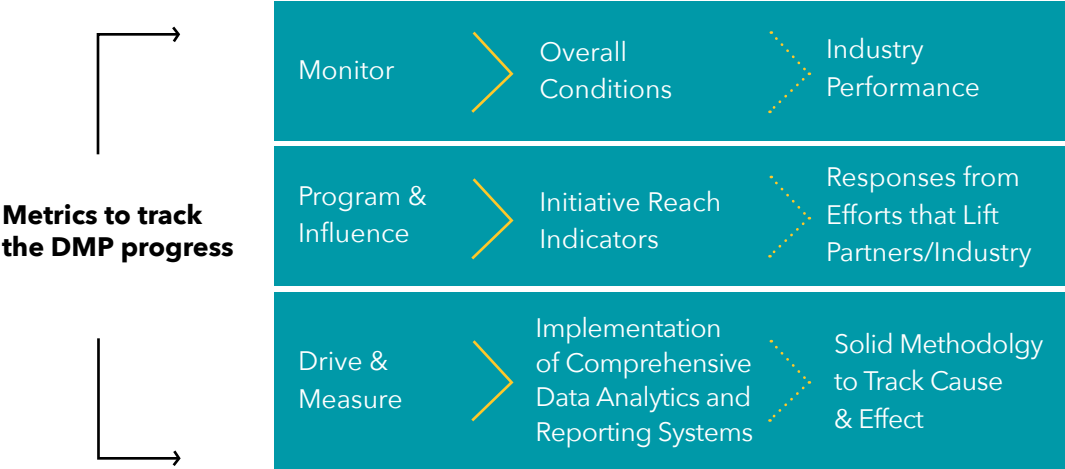 Metrics to track
the DMP progress
Monitor
Overall
Conditions
Industry
Performance
Program &
Influence
Initiative Reach
Indicators
Responses from
Efforts that Lift
Partners/Industry
Drive &
Measure
Implementation
of Comprehensive
Data Analytics and
Reporting Systems
Solid Methodolgy
to Track Cause
& Effect